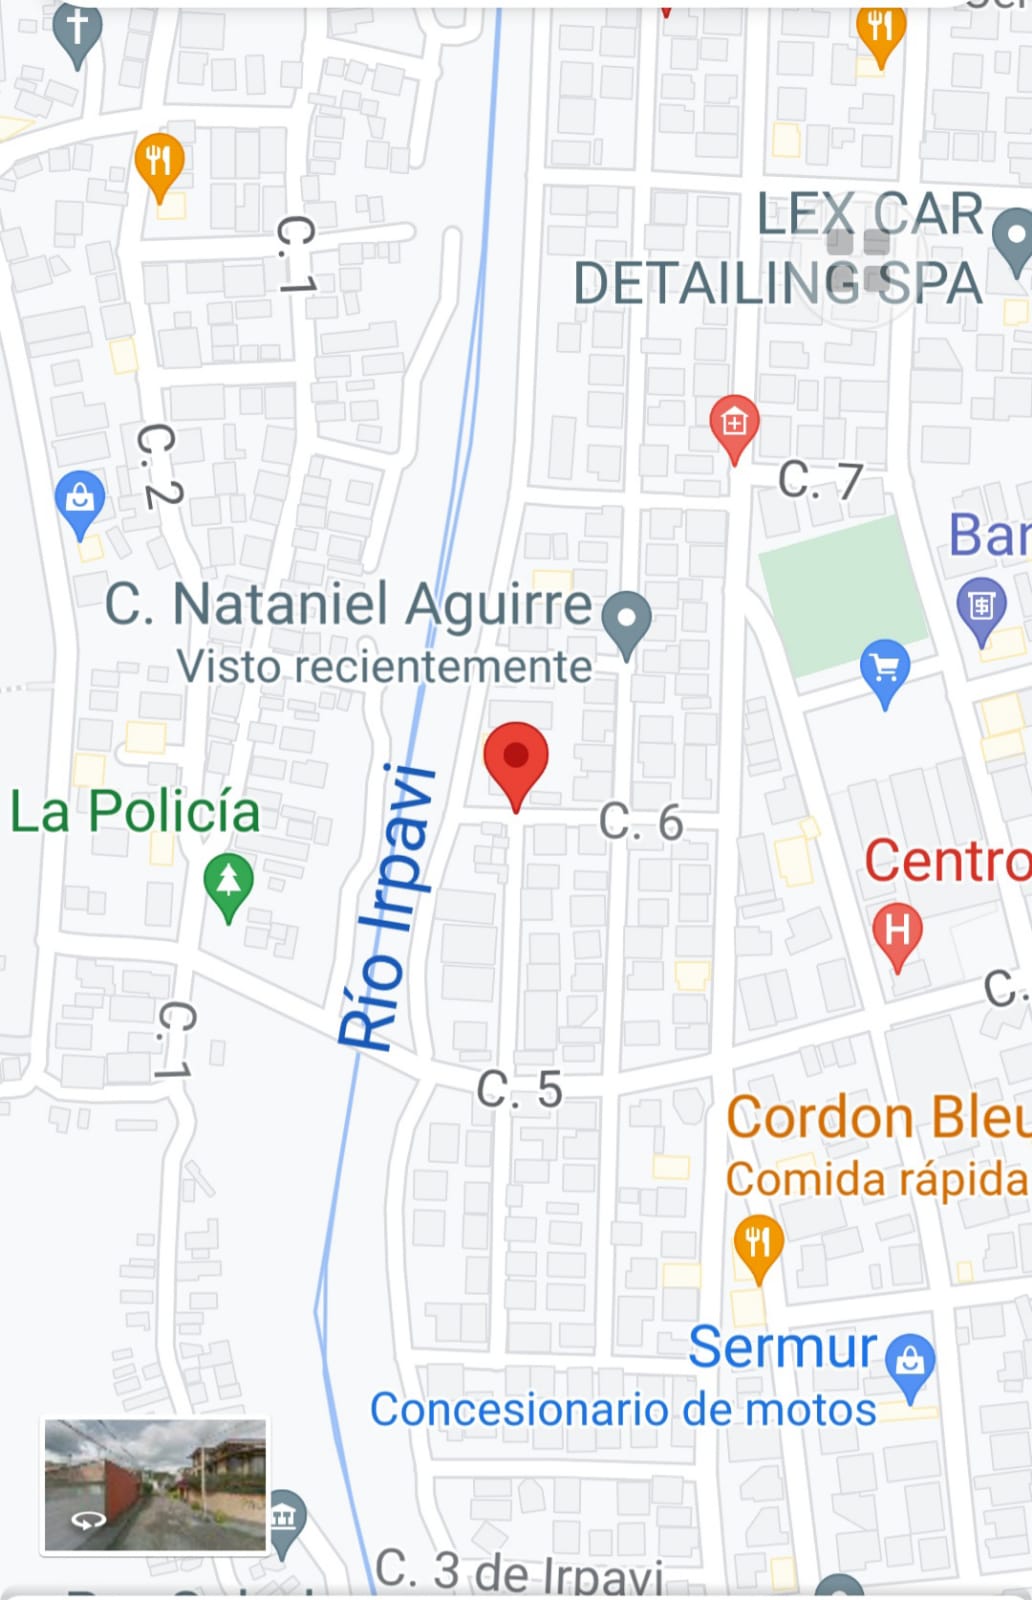 LEX CAR
DETAILING SPA
C. 1
C. 2
C. 7
C. Nataniel Aguirre
Visto recientemente
La Policía
Río Irpavi
C. 6
Centro
H
C.
C. 1
C. 5
Cordon Bleu
Comida rápida
Sermur
Concesionario de motos
C. 3 de Irpavi